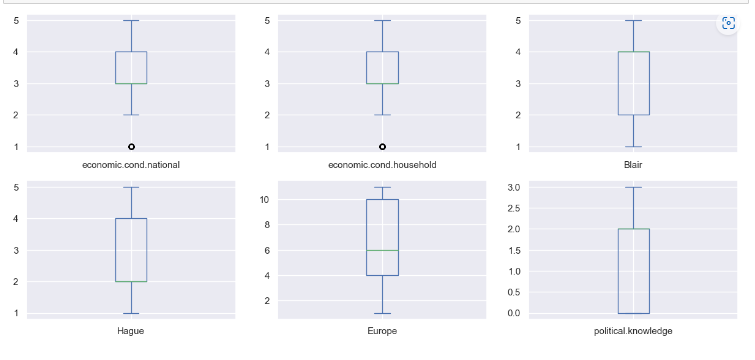 5 5 5
4 4 4
3 3 3
2 2 2
1 1 1
economic.cond.national economic.cond.household Blair
5 10 3.0
4 8 2.5
3 6 2.0
2 4 1.5
1 2 1.0
0.5
0.0
Hague Europe political.knowledge